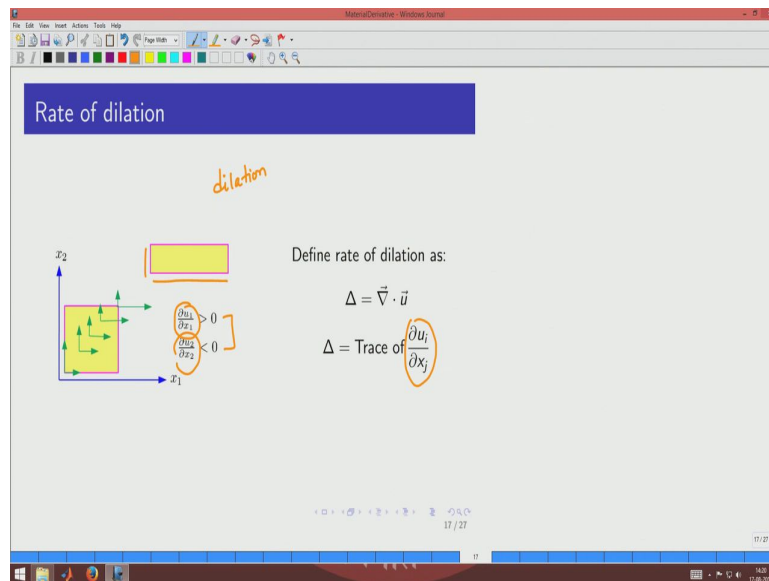 MaterialDerivative - Windows Journal
File Edit View Insert Actions Tools Help
Page Width
B I
Rate of dilation
dilation
x₂
∂u₁/∂x₁ > 0
∂u₂/∂x₂ < 0
x₁
Define rate of dilation as:
Δ = ∇⃗ · u⃗
Δ = Trace of ∂uᵢ/∂xⱼ
17 / 27
17 / 27
17
14:20